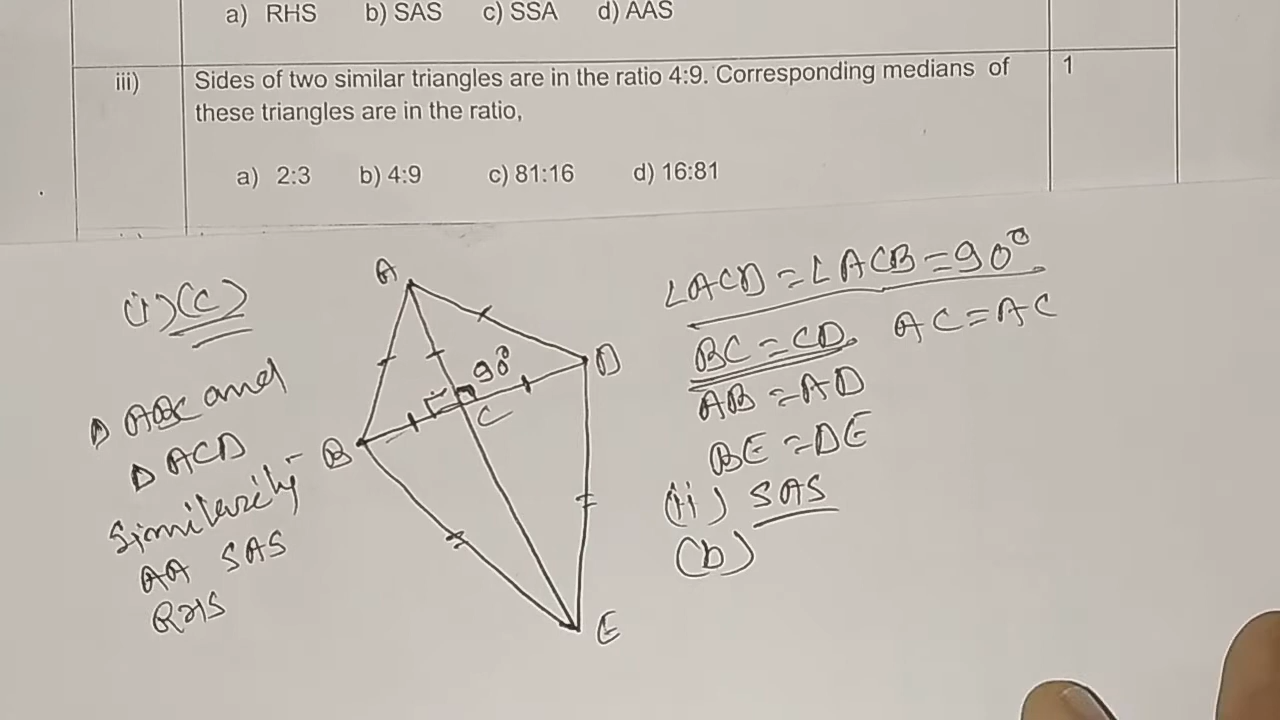 a) RHS b) SAS c) SSA d) AAS
iii) Sides of two similar triangles are in the ratio 4:9. Corresponding medians of 1
these triangles are in the ratio,
a) 2:3 b) 4:9 c) 81:16 d) 16:81
(i)(c)
Δ ABC and
Δ ACD
Similarity-
AA SAS
RHS
A
90°
D
C
B
E
∠ACD = ∠ACB = 90°
BC = CD. AC = AC
AB = AD
BE = DE
(ii) SAS
(b)